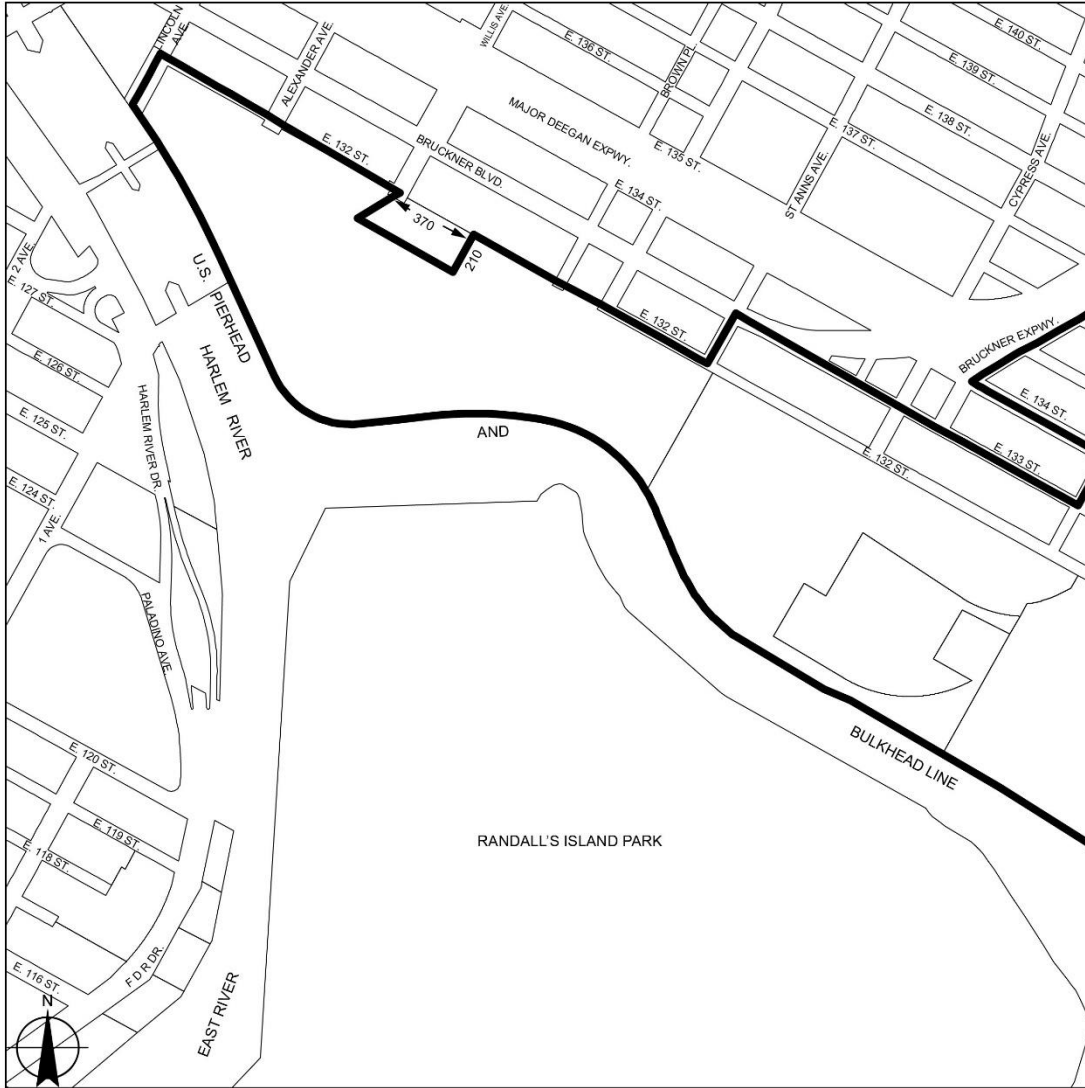 LINCOLN
AVE
ALEXANDER AVE.
WILLIS AVE
E. 136 ST.
BROWN PL.
E. 140 ST.
E. 139 ST.
E. 138 ST.
E. 137 ST.
MAJOR DEEGAN EXPWY.
E. 135 ST.
E. 132 ST.
BRUCKNER BLVD.
E. 134 ST.
ST ANNS AVE.
CYPRESS AVE.
370
210
2 AVE.
E. 127 ST.
U.S. PIERHEAD
HARLEM RIVER
E. 132 ST.
BRUCKNER EXPWY.
E. 126 ST.
E. 134 ST.
HARLEM RIVER DR.
E. 125 ST.
AND
E. 133 ST.
E. 132 ST.
E. 124 ST.
1 AVE.
PALADINO AVE.
BULKHEAD LINE
E. 120 ST.
E. 119 ST.
RANDALL'S ISLAND PARK
E. 118 ST.
F D R DR.
E. 116 ST.
EAST RIVER
N